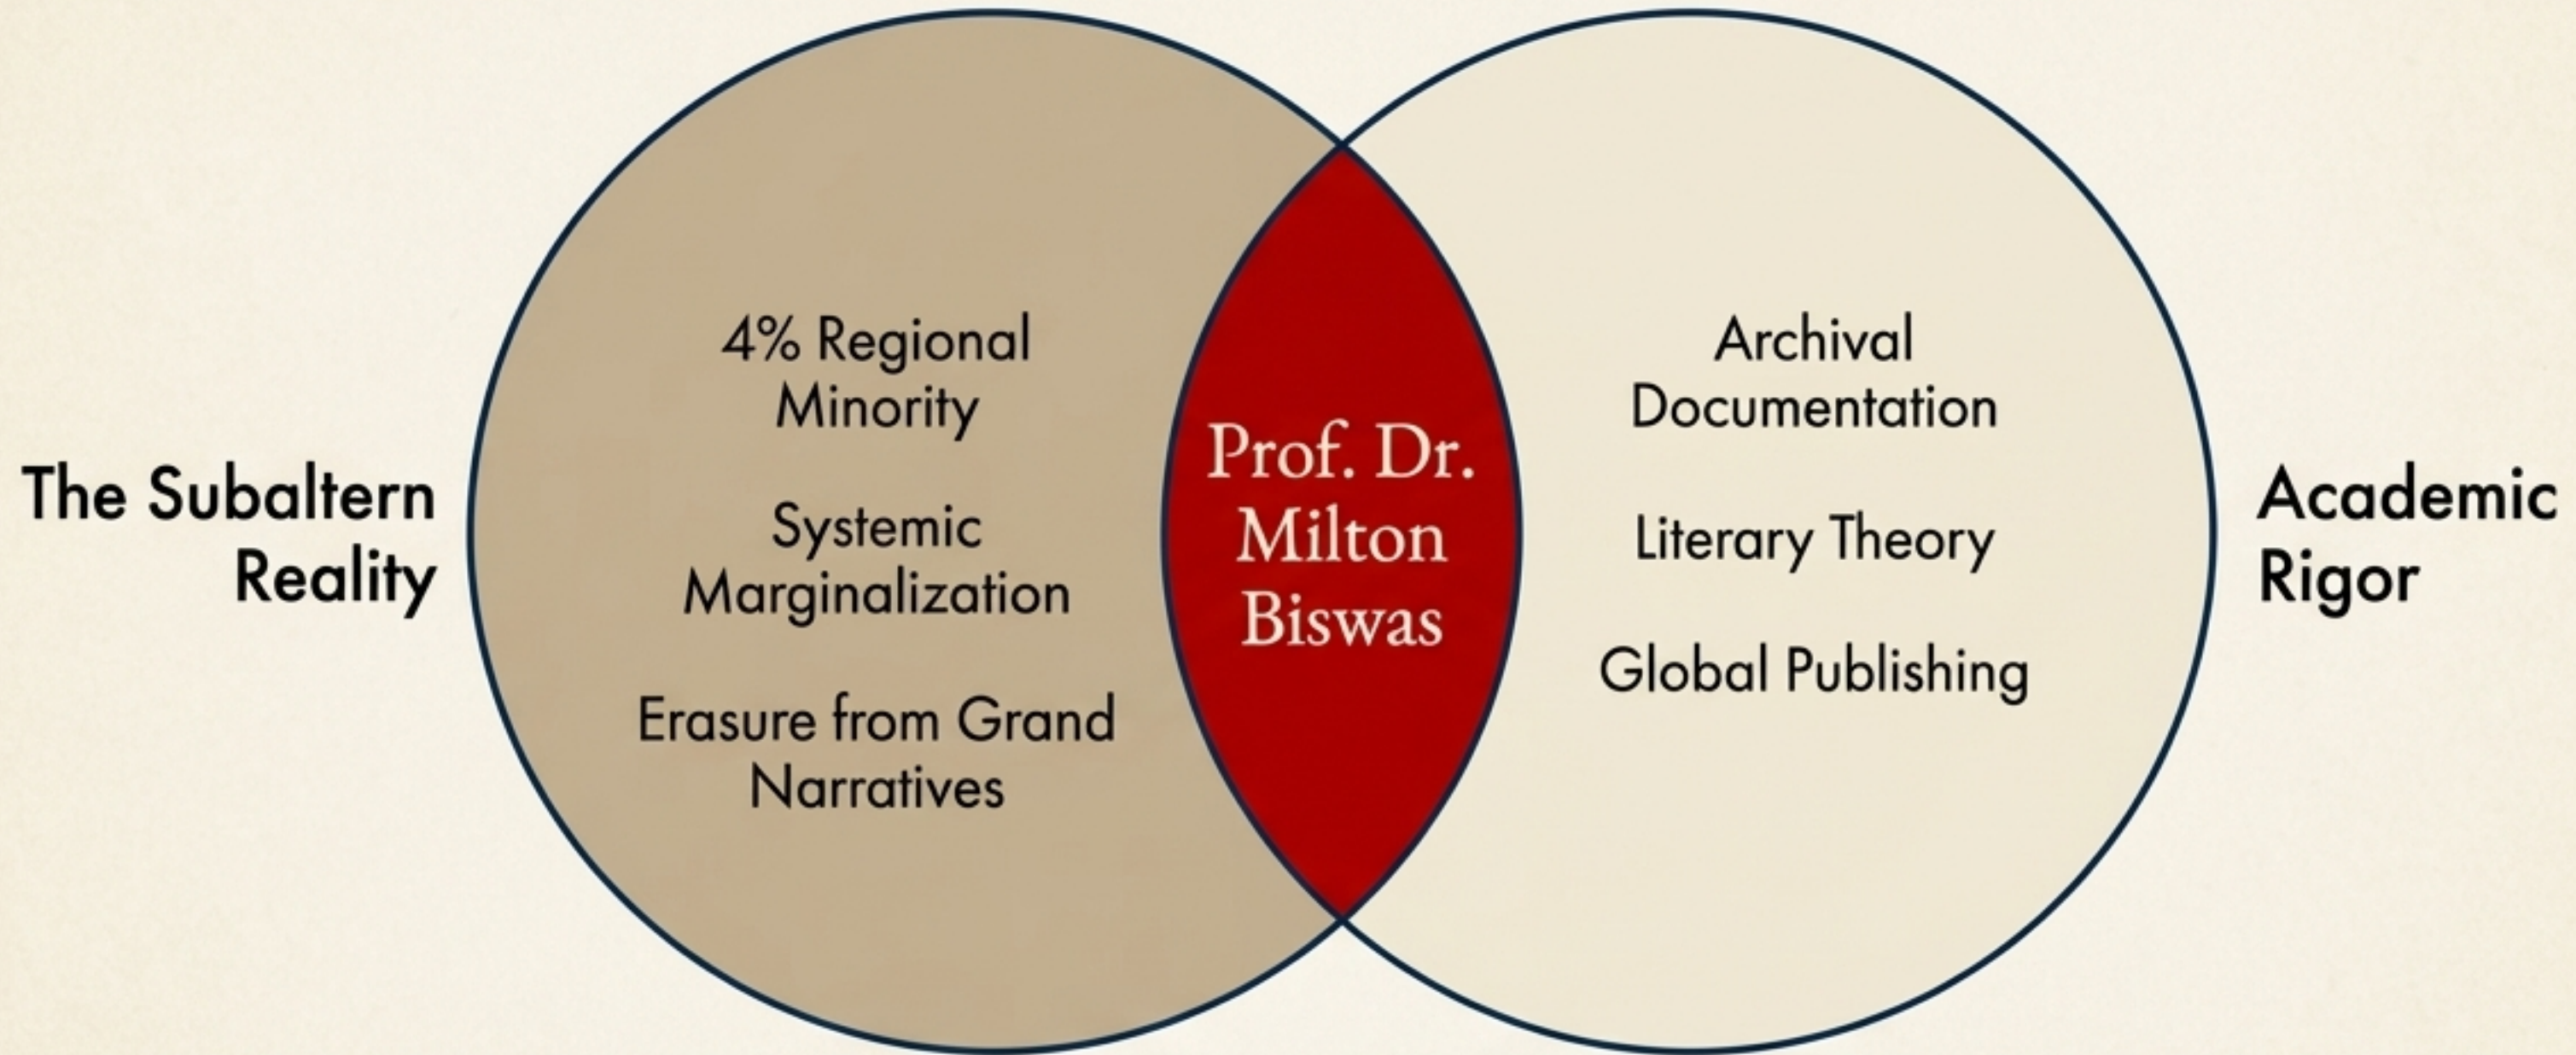 The Subaltern
Reality
4% Regional
Minority
Systemic
Marginalization
Erasure from Grand
Narratives
Prof. Dr.
Milton
Biswas
Archival
Documentation
Literary Theory
Global Publishing
Academic
Rigor